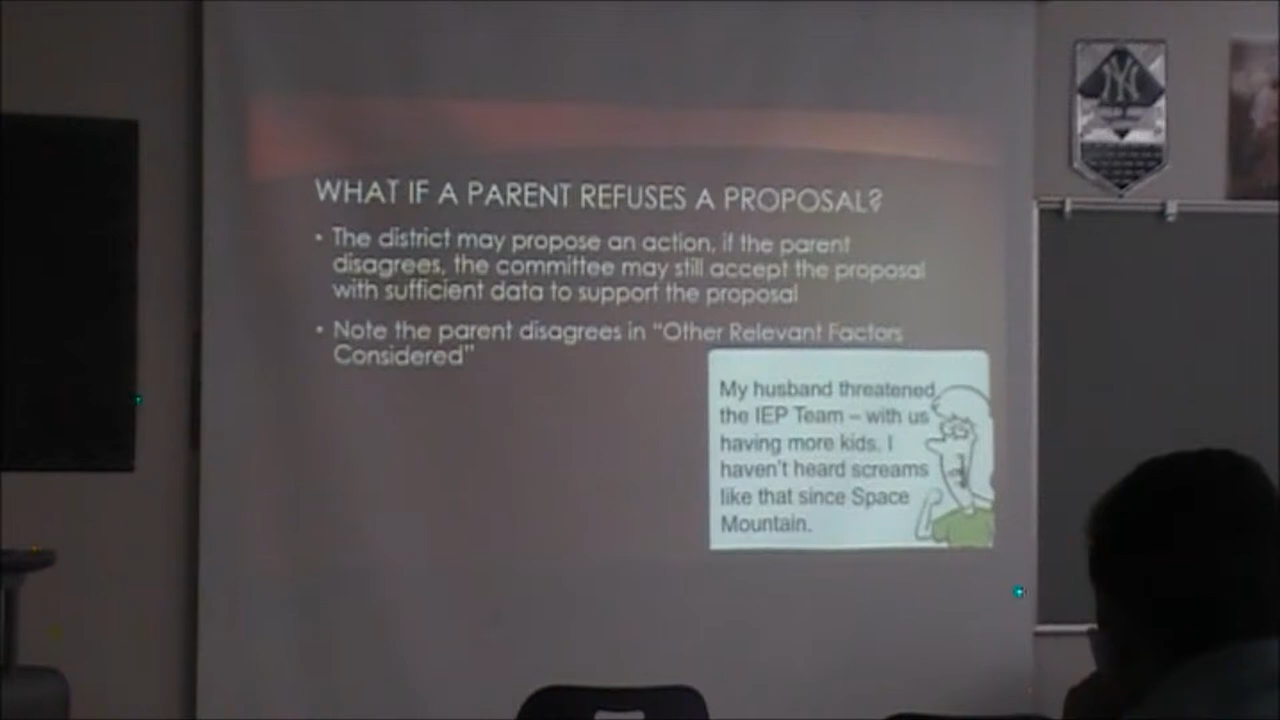 WHAT IF A PARENT REFUSES A PROPOSAL?
• The district may propose an action, if the parent
disagrees, the committee may still accept the proposal
with sufficient data to support the proposal
• Note the parent disagrees in "Other Relevant Factors
Considered"
My husband threatened
the IEP Team – with us
having more kids. I
haven't heard screams
like that since Space
Mountain.
NY